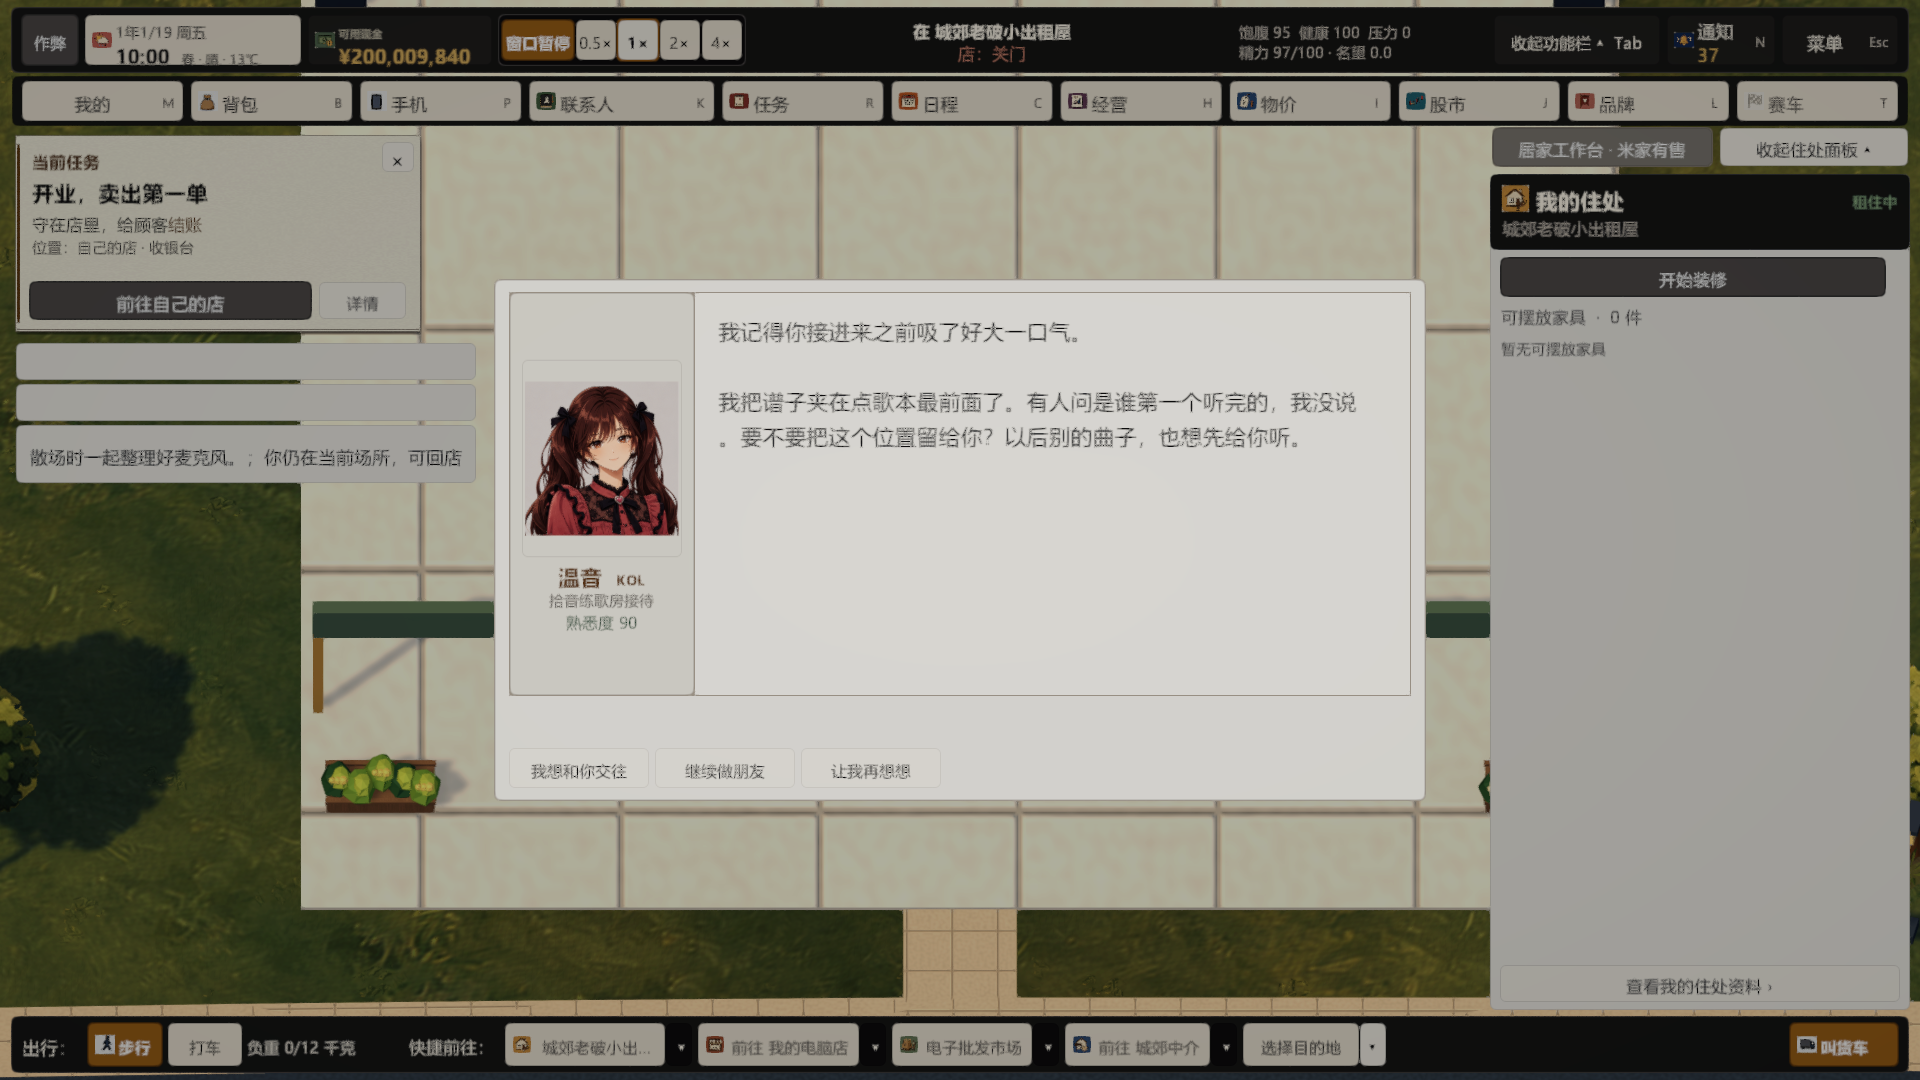 作弊
1年1/19 周五
10:00 春 · 晴 · 13℃
可用现金
¥200,009,840
窗口暂停 0.5× 1× 2× 4×
在 城郊老破小出租屋
店：关门
饱腹 95 健康 100 压力 0
精力 97/100 · 名望 0.0
收起功能栏 ▴ Tab
通知 37 N
菜单 Esc
我的 M
背包 B
手机 P
联系人 K
任务 R
日程 C
经营 H
物价 I
股市 J
品牌 L
赛车 T
当前任务 ×
开业，卖出第一单
守在店里，给顾客结账
位置：自己的店 · 收银台
前往自己的店 详情
散场时一起整理好麦克风。；你仍在当前场所，可回店
居家工作台 · 米家有售
收起住处面板 ▴
我的住处 租住中
城郊老破小出租屋
开始装修
可摆放家具 · 0 件
暂无可摆放家具
查看我的住处资料 ›
我记得你接进来之前吸了好大一口气。
我把谱子夹在点歌本最前面了。有人问是谁第一个听完的，我没说
。要不要把这个位置留给你？以后别的曲子，也想先给你听。
温音 KOL
拾音练歌房接待
熟悉度 90
我想和你交往 继续做朋友 让我再想想
出行： 步行 打车 负重 0/12 千克 快捷前往： 城郊老破小出... ▾ 前往 我的电脑店 ▾ 电子批发市场 ▾ 前往 城郊中介 ▾ 选择目的地 ▾ 叫货车